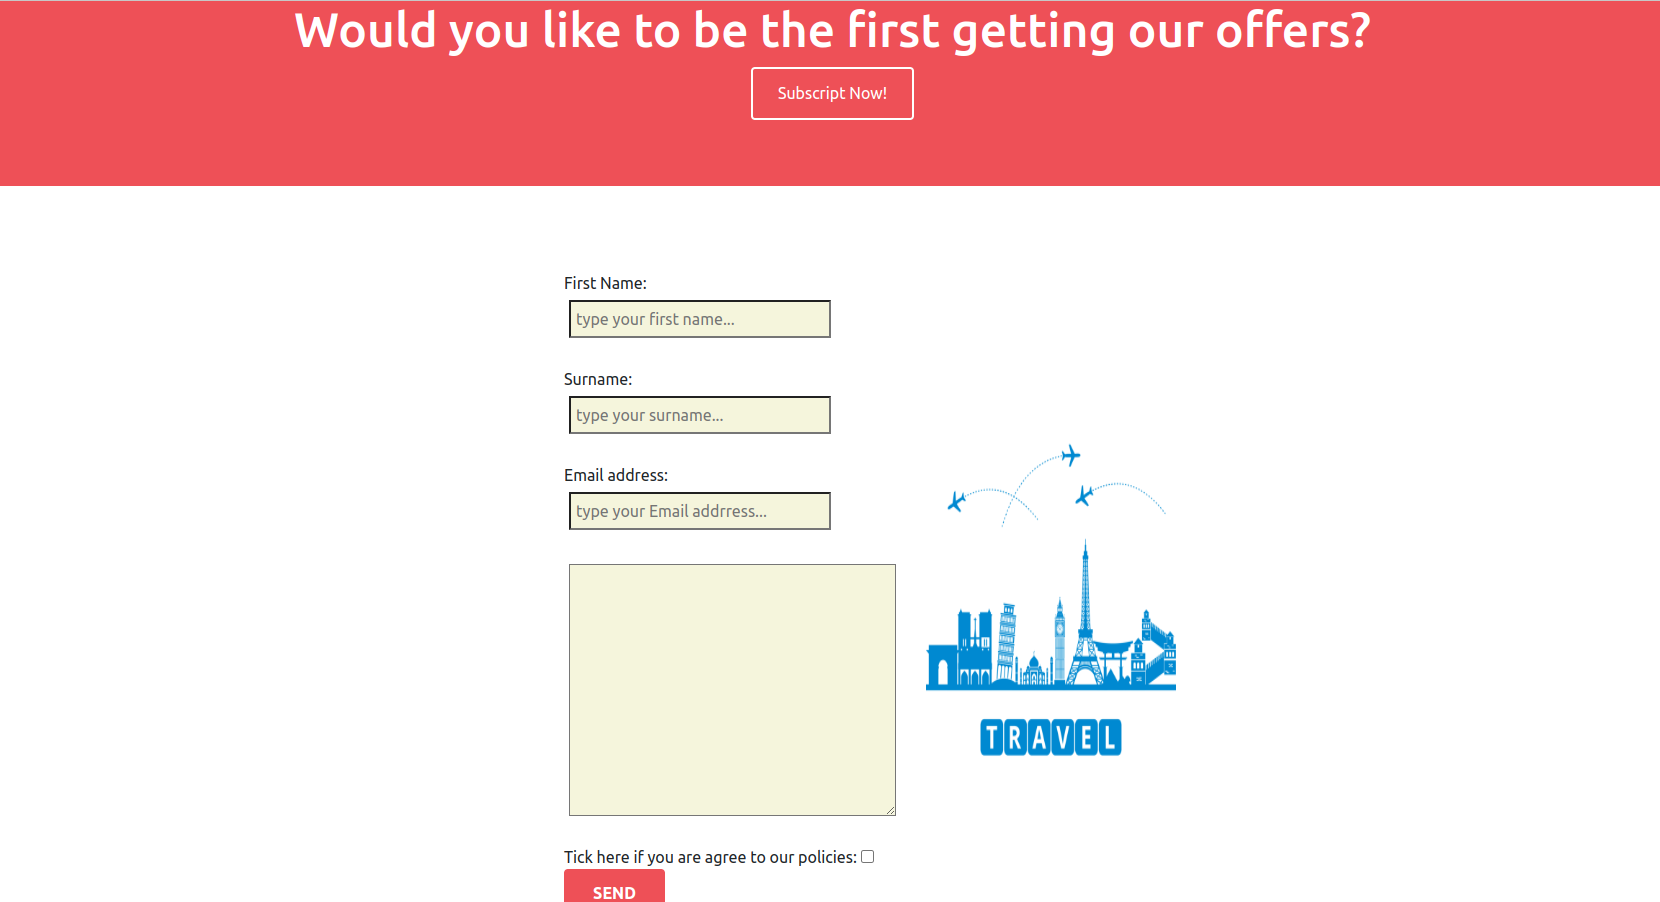 Would you like to be the first getting our offers?
Subscript Now!
First Name:
type your first name...
Surname:
type your surname...
Email address:
type your Email addrress...
TRAVEL
Tick here if you are agree to our policies:
SEND